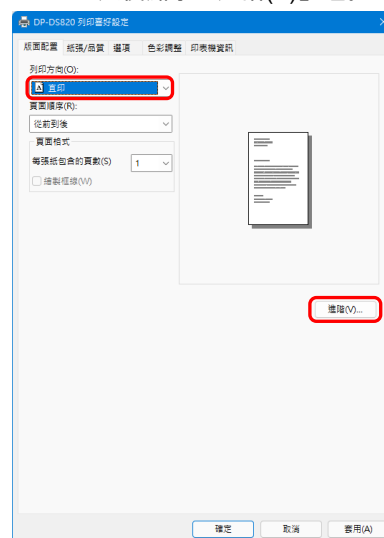 DP-DS820 列印喜好設定
版面配置 紙張/品質 選項 色彩調整 印表機資訊
列印方向(O):
直印
頁面順序(R):
從前到後
頁面格式
每張紙包含的頁數(S) 1
繪製框線(W)
進階(V)...
確定 取消 套用(A)